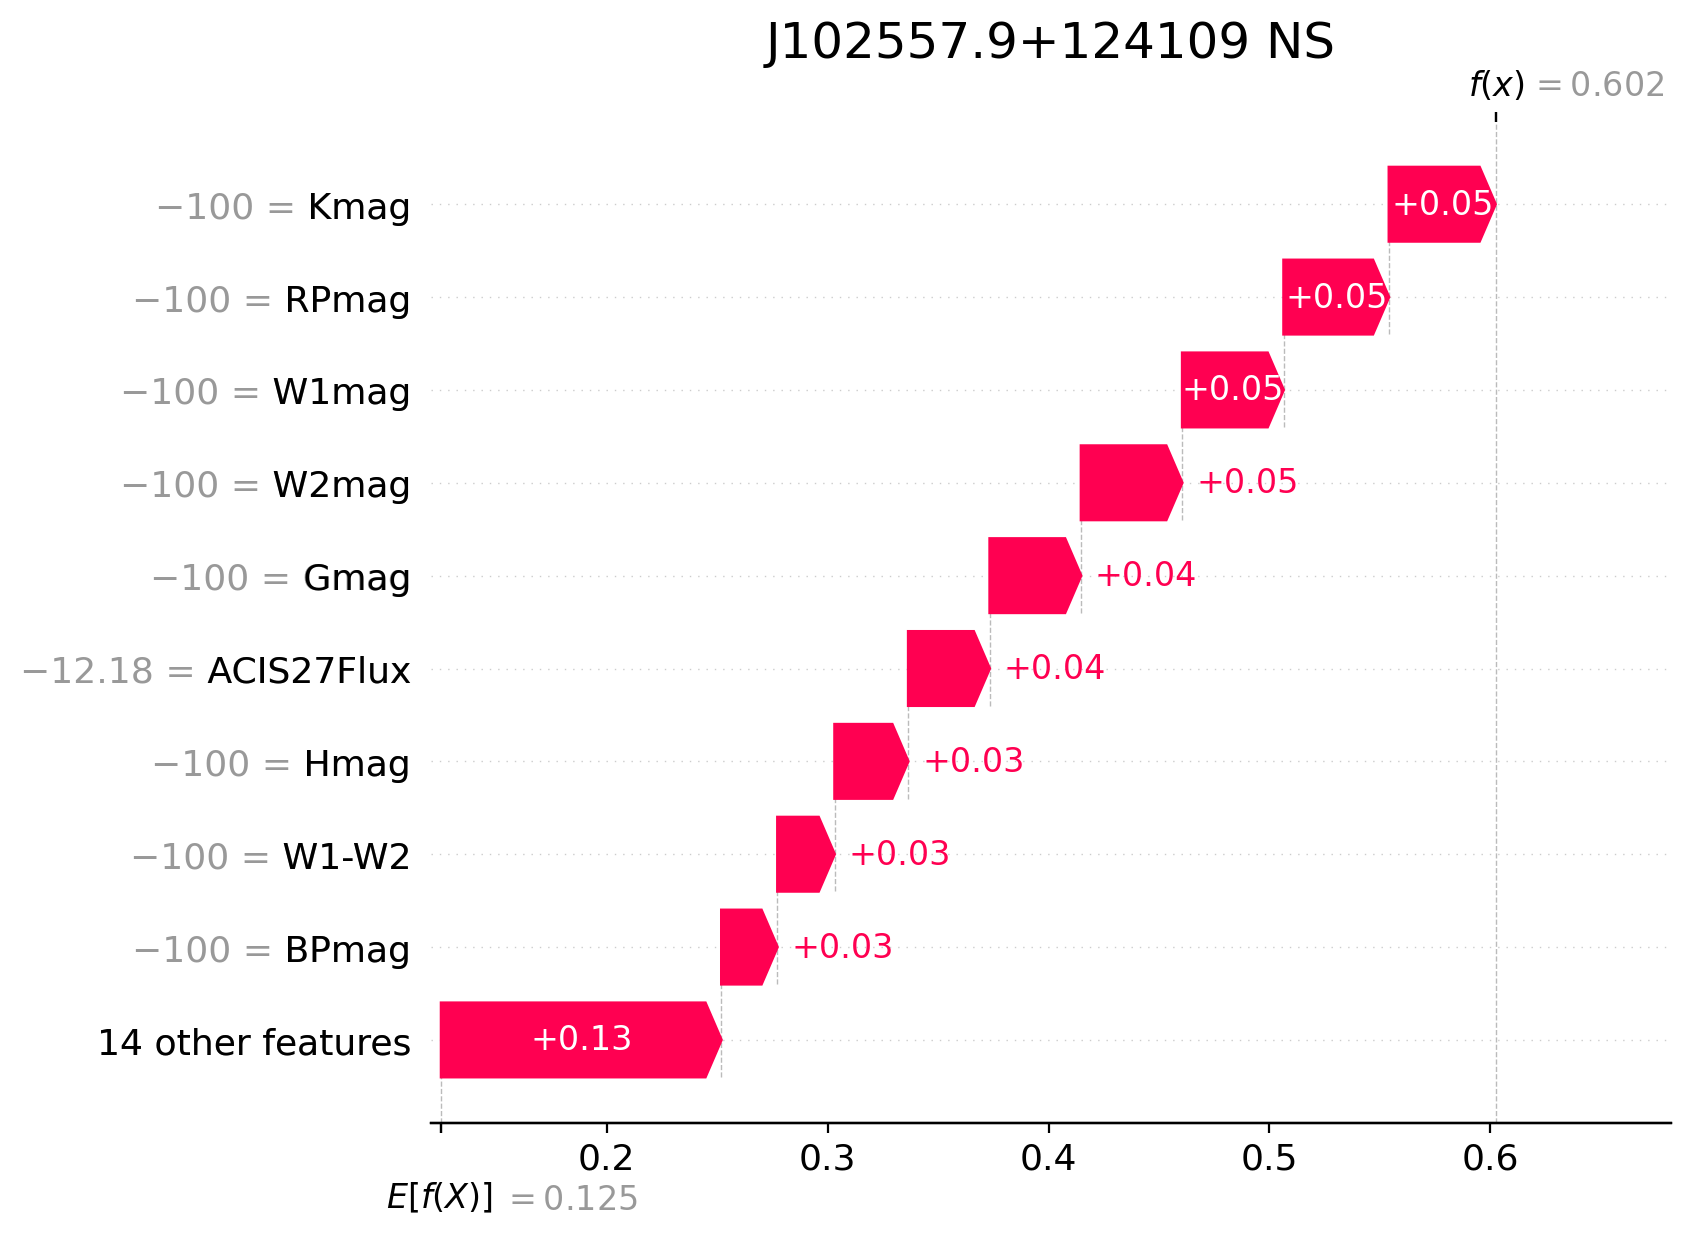 J102557.9+124109 NS
f(x) = 0.602
−100 = Kmag +0.05
−100 = RPmag +0.05
−100 = W1mag +0.05
−100 = W2mag +0.05
−100 = Gmag +0.04
−12.18 = ACIS27Flux +0.04
−100 = Hmag +0.03
−100 = W1-W2 +0.03
−100 = BPmag +0.03
14 other features +0.13
0.2 0.3 0.4 0.5 0.6
E[f(X)] = 0.125